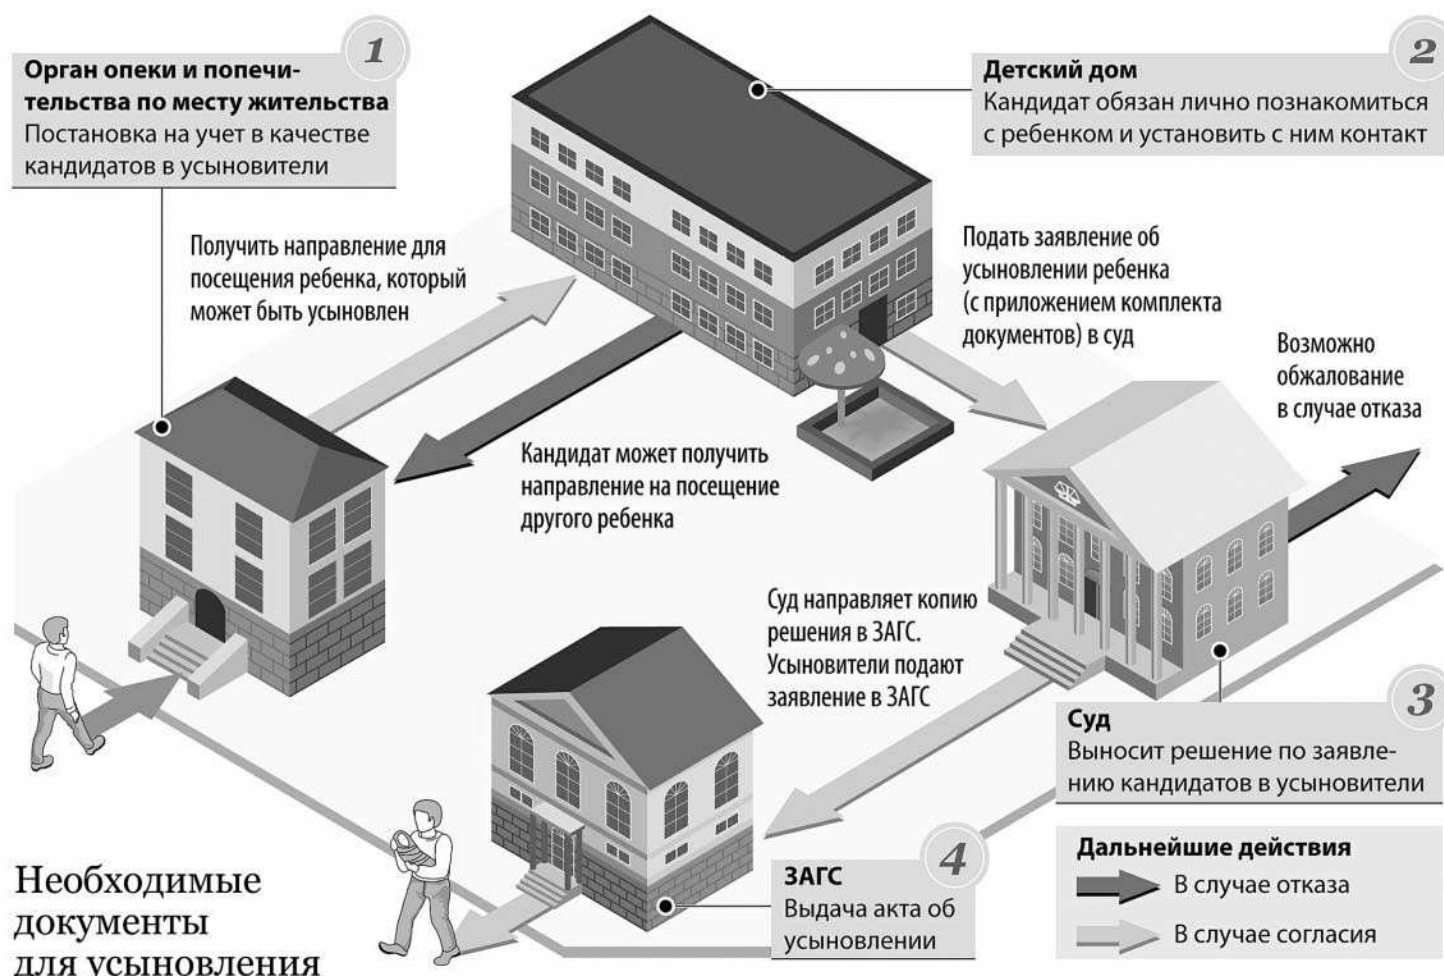 1
Орган опеки и попечи-
тельства по месту жительства
Постановка на учет в качестве
кандидатов в усыновители
2
Детский дом
Кандидат обязан лично познакомиться
с ребенком и установить с ним контакт
Получить направление для
посещения ребенка, который
может быть усыновлен
Подать заявление об
усыновлении ребенка
(с приложением комплекта
документов) в суд
Возможно
обжалование
в случае отказа
Кандидат может получить
направление на посещение
другого ребенка
Суд направляет копию
решения в ЗАГС.
Усыновители подают
заявление в ЗАГС
3
Суд
Выносит решение по заявле-
нию кандидатов в усыновители
4
ЗАГС
Выдача акта об
усыновлении
Дальнейшие действия
В случае отказа
В случае согласия
Необходимые
документы
для усыновления